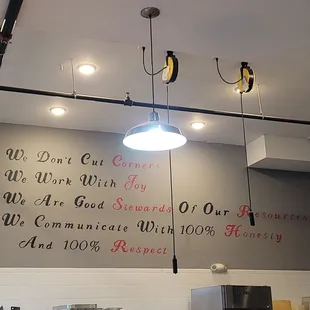 We Don't Cut Corners
We Work With Joy
We Are Good Stewards Of Our Resources
We Communicate With 100% Honesty
And 100% Respect